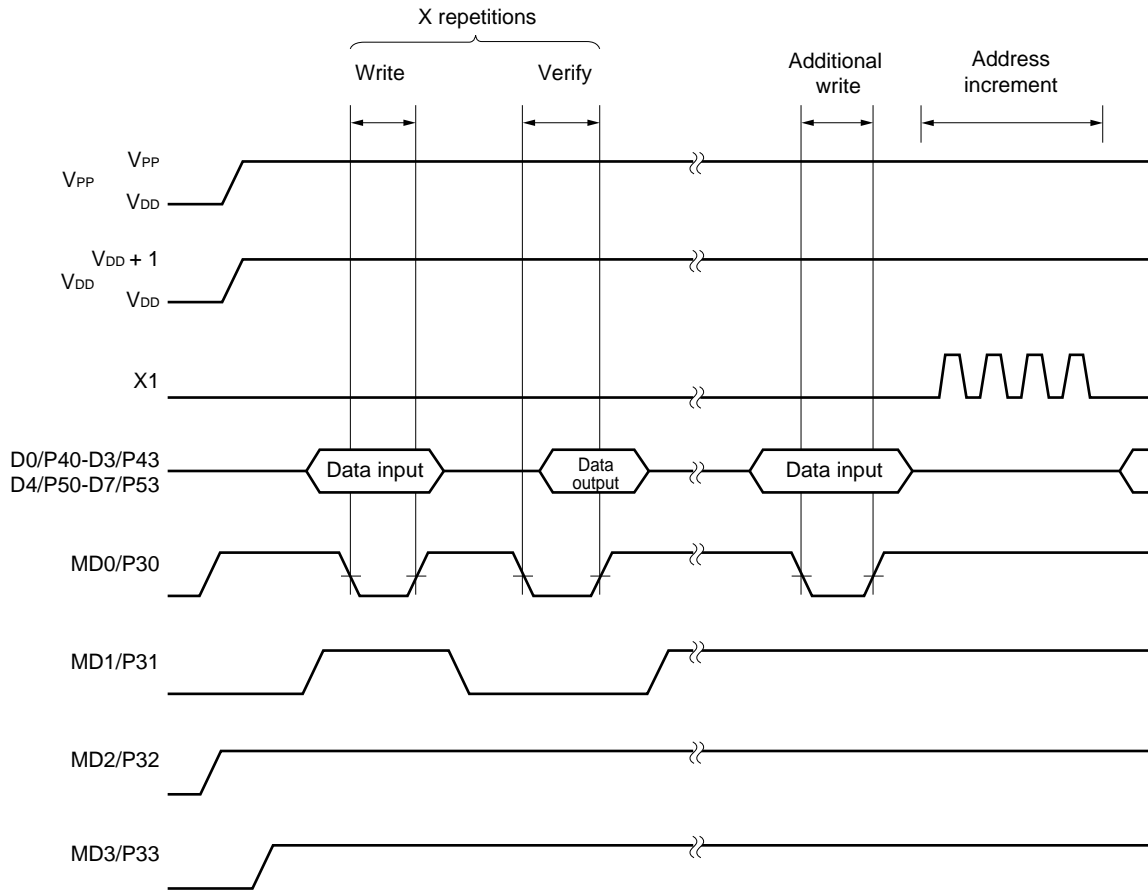 X repetitions
Write
Verify
Additional
write
Address
increment
VPP
VPP
VDD
VDD + 1
VDD
VDD
X1
D0/P40-D3/P43
D4/P50-D7/P53
Data input
Data
output
Data input
MD0/P30
MD1/P31
MD2/P32
MD3/P33